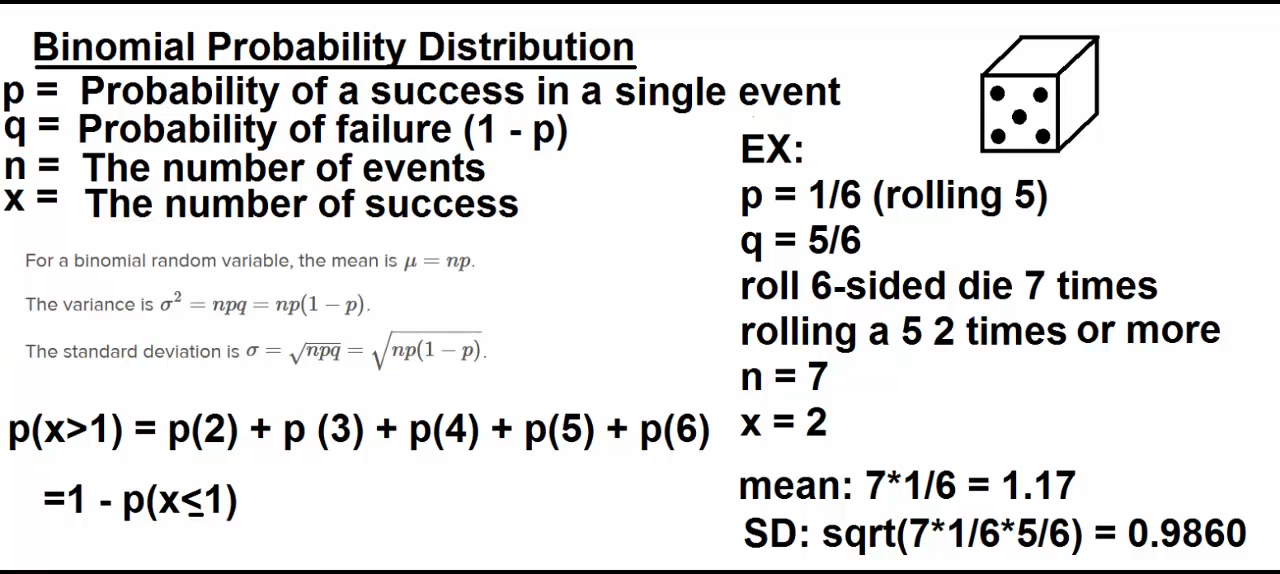 Binomial Probability Distribution
p = Probability of a success in a single event
q = Probability of failure (1 - p)
n = The number of events
x = The number of success
For a binomial random variable, the mean is μ = np.
The variance is σ² = npq = np(1 − p).
The standard deviation is σ = √npq = √np(1 − p).
p(x>1) = p(2) + p (3) + p(4) + p(5) + p(6)
=1 - p(x≤1)
EX:
p = 1/6 (rolling 5)
q = 5/6
roll 6-sided die 7 times
rolling a 5 2 times or more
n = 7
x = 2
mean: 7*1/6 = 1.17
SD: sqrt(7*1/6*5/6) = 0.9860